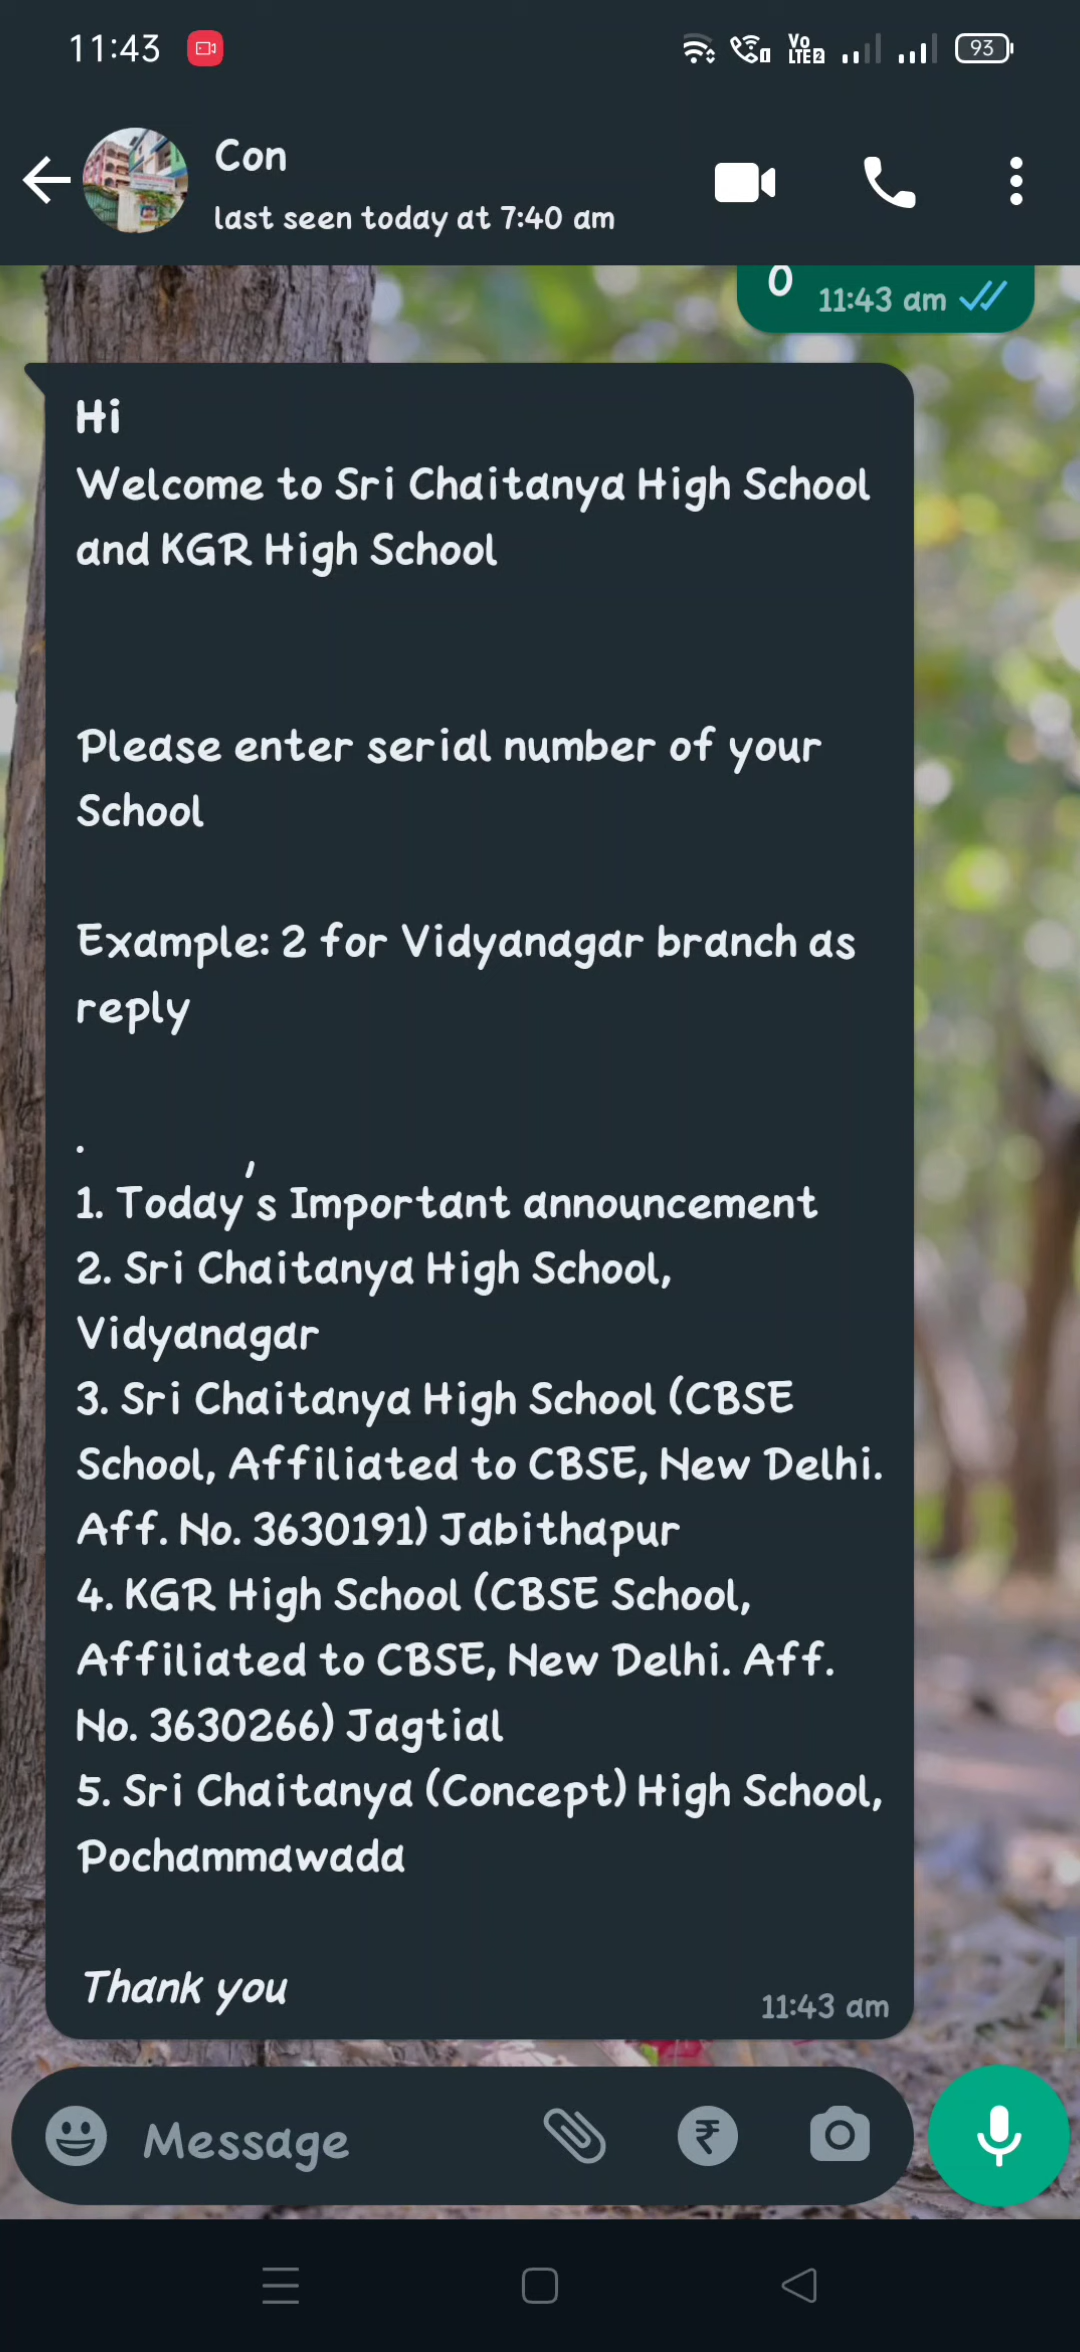 11:43
Vo
LTE2
93
Con
last seen today at 7:40 am
0
11:43 am
Hi
Welcome to Sri Chaitanya High School
and KGR High School
Please enter serial number of your
School
Example: 2 for Vidyanagar branch as
reply
.
1. Today's Important announcement
2. Sri Chaitanya High School,
Vidyanagar
3. Sri Chaitanya High School (CBSE
School, Affiliated to CBSE, New Delhi.
Aff. No. 3630191) Jabithapur
4. KGR High School (CBSE School,
Affiliated to CBSE, New Delhi. Aff.
No. 3630266) Jagtial
5. Sri Chaitanya (Concept) High School,
Pochammawada
Thank you
11:43 am
Message
₹